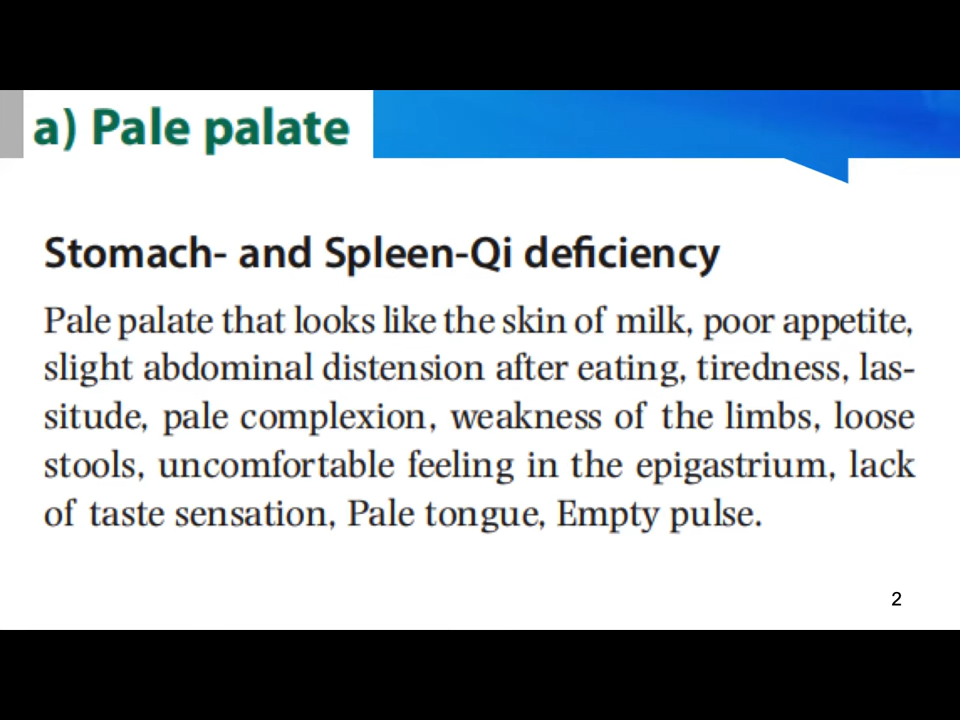 a) Pale palate
Stomach- and Spleen-Qi deficiency
Pale palate that looks like the skin of milk, poor appetite,
slight abdominal distension after eating, tiredness, las-
situde, pale complexion, weakness of the limbs, loose
stools, uncomfortable feeling in the epigastrium, lack
of taste sensation, Pale tongue, Empty pulse.
2